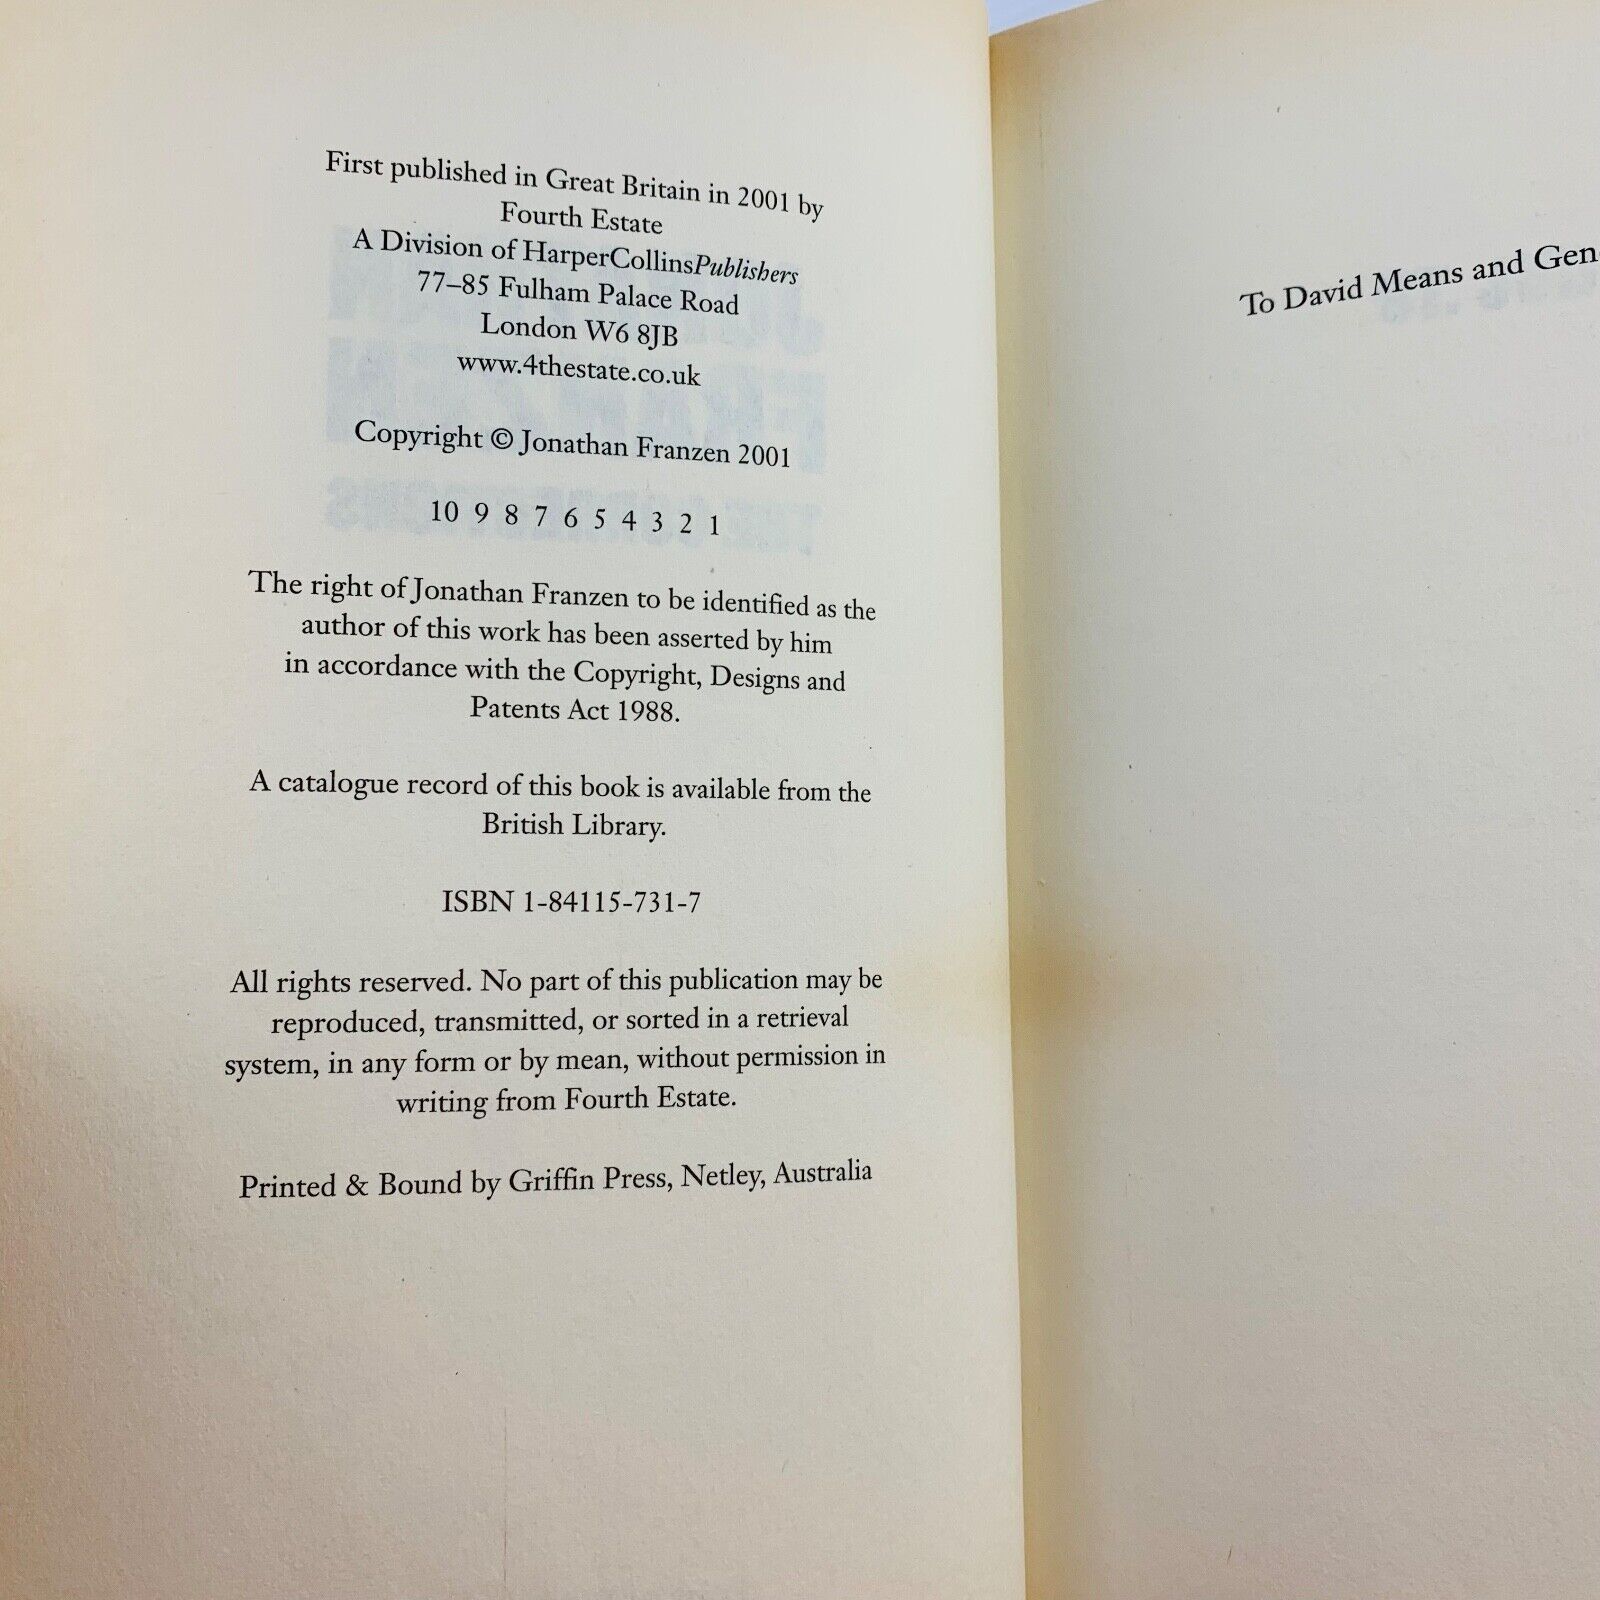 First published in Great Britain in 2001 by
Fourth Estate
A Division of HarperCollinsPublishers
77–85 Fulham Palace Road
London W6 8JB
www.4thestate.co.uk
Copyright © Jonathan Franzen 2001
10 9 8 7 6 5 4 3 2 1
The right of Jonathan Franzen to be identified as the
author of this work has been asserted by him
in accordance with the Copyright, Designs and
Patents Act 1988.
A catalogue record of this book is available from the
British Library.
ISBN 1-84115-731-7
All rights reserved. No part of this publication may be
reproduced, transmitted, or sorted in a retrieval
system, in any form or by mean, without permission in
writing from Fourth Estate.
Printed & Bound by Griffin Press, Netley, Australia
To David Means and